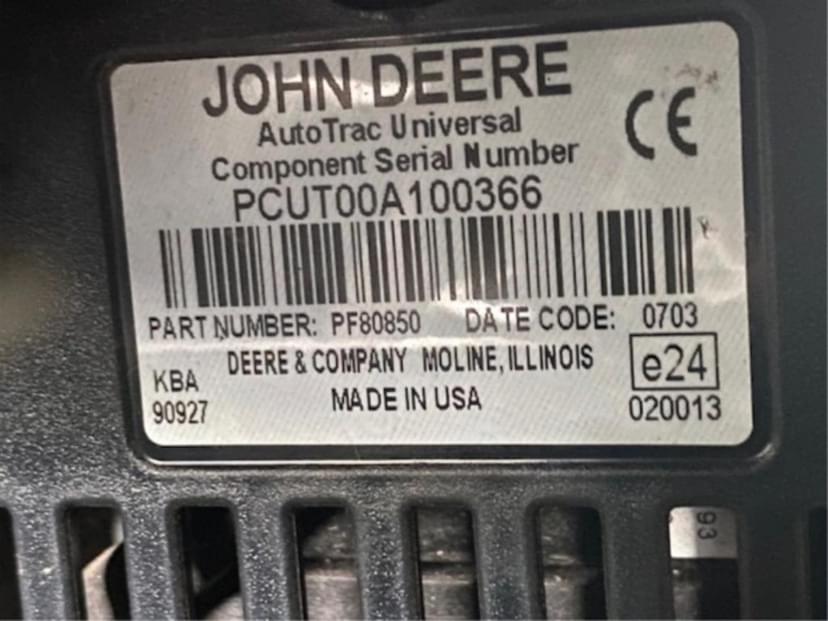 JOHN DEERE
AutoTrac Universal
Component Serial Number
CE
PCUT00A100366
PART NUMBER: PF80850 DATE CODE: 0703
DEERE & COMPANY MOLINE, ILLINOIS
MADE IN USA
KBA
90927
e24
020013
93